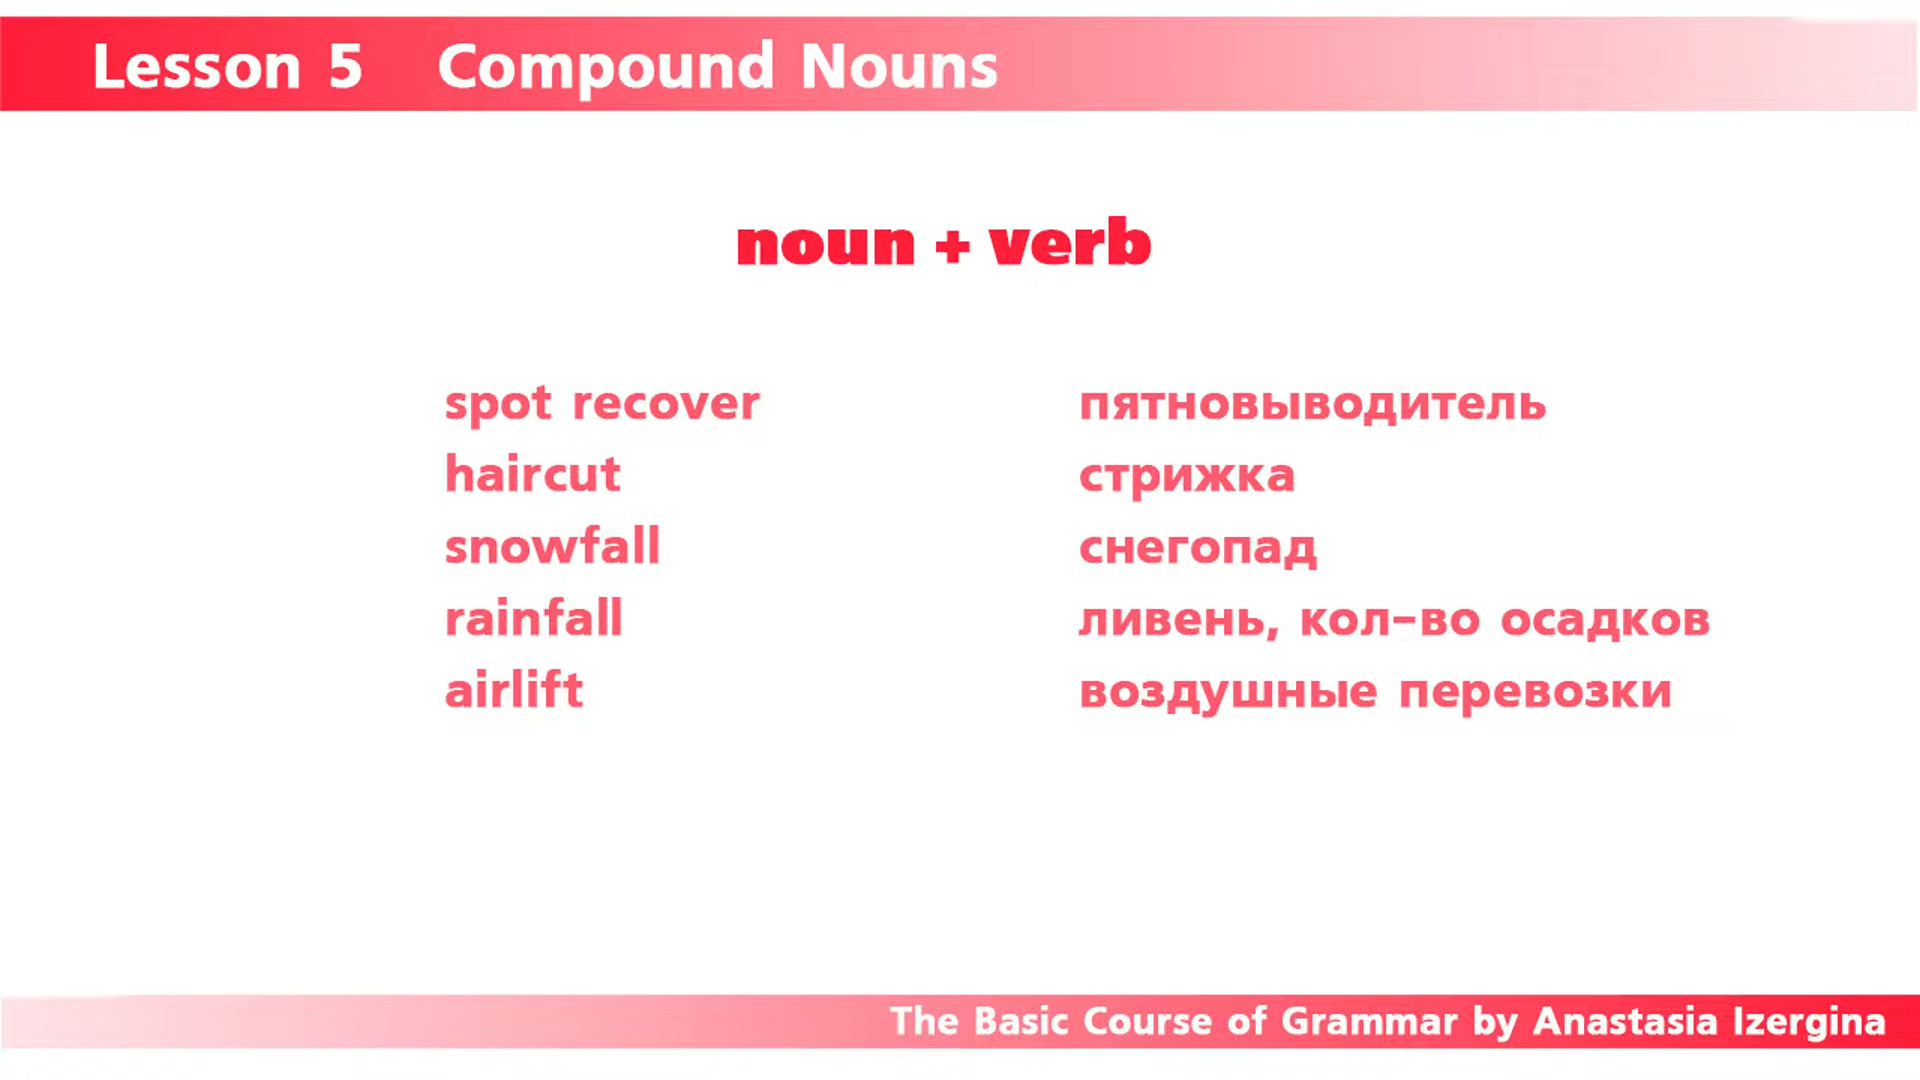 Lesson 5 Compound Nouns
noun + verb
spot recover пятновыводитель
haircut стрижка
snowfall снегопад
rainfall ливень, кол-во осадков
airlift воздушные перевозки
The Basic Course of Grammar by Anastasia Izergina